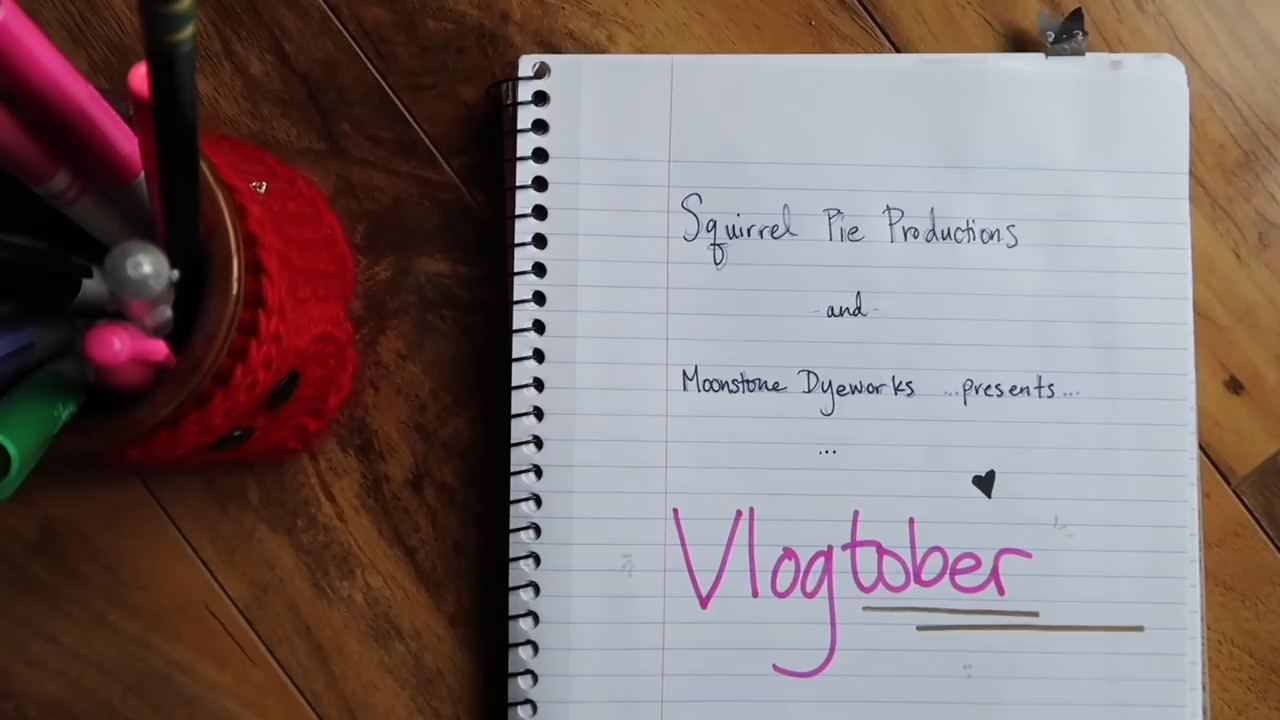 Squirrel Pie Productions
-and-
Moonstone Dyeworks ...presents...
...
Vlogtober